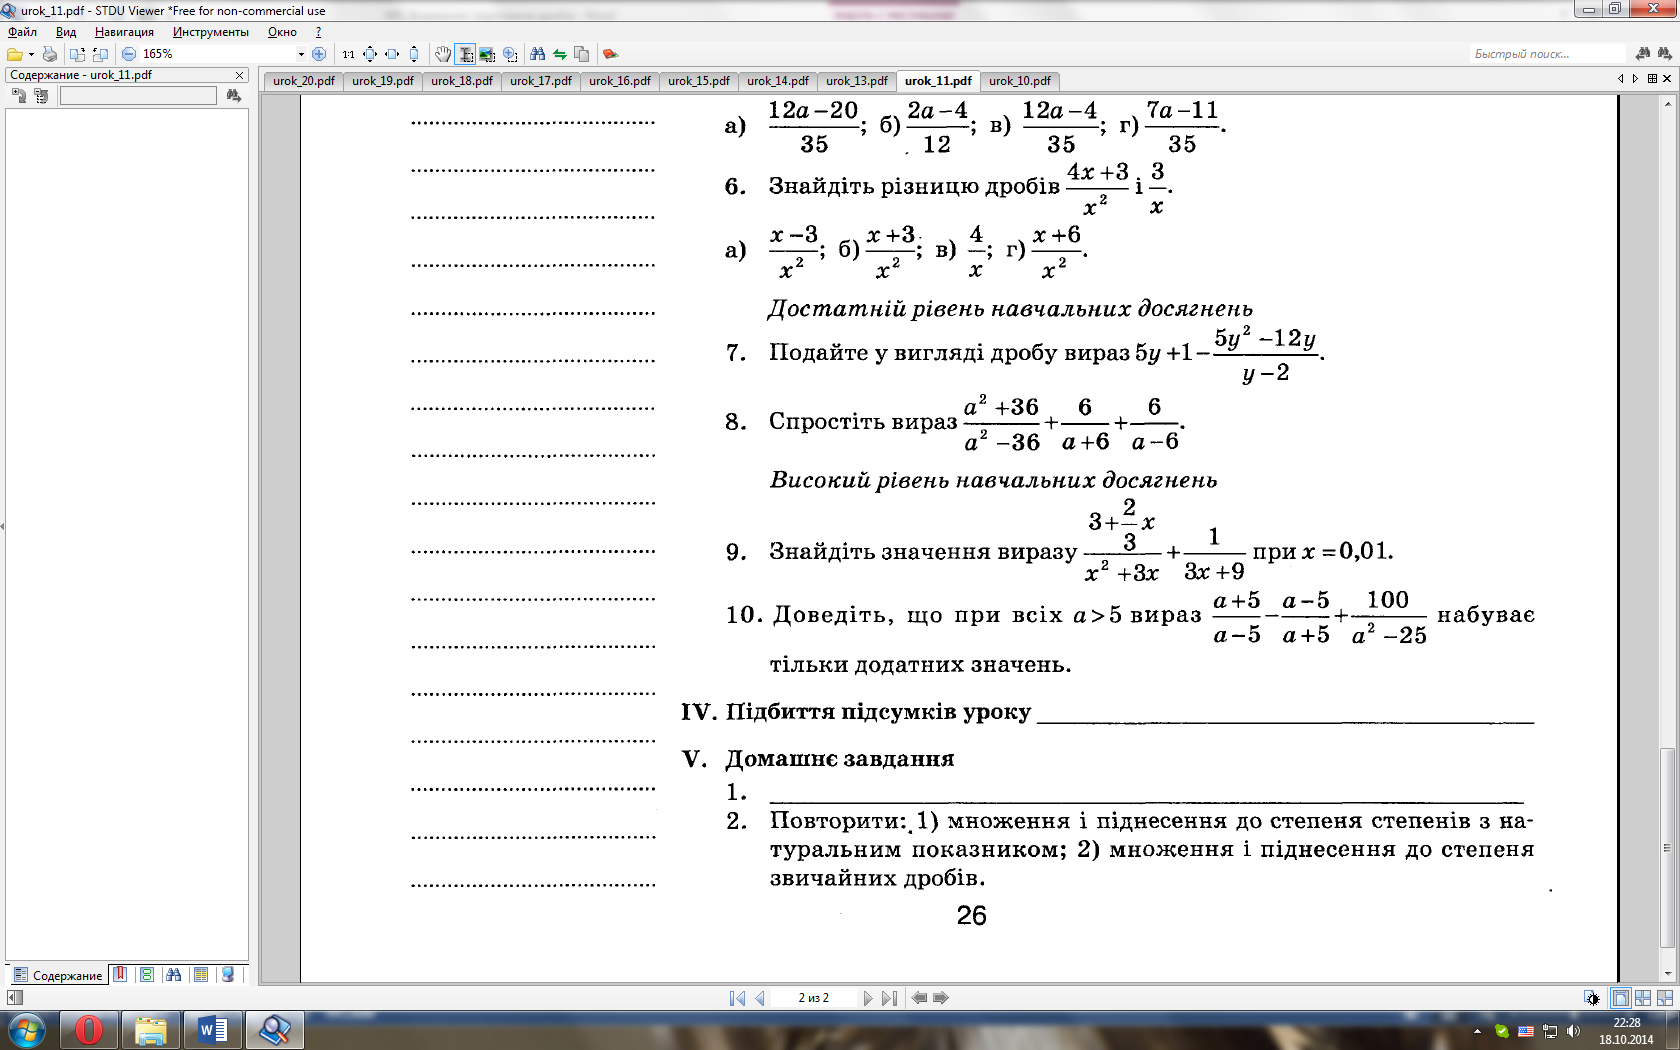 urok_11.pdf - STDU Viewer *Free for non-commercial use
Файл Вид Навигация Инструменты Окно ?
165% 1:1 Быстрый поиск...
Содержание - urok_11.pdf
urok_20.pdf urok_19.pdf urok_18.pdf urok_17.pdf urok_16.pdf urok_15.pdf urok_14.pdf urok_13.pdf urok_11.pdf urok_10.pdf
а) (12a−20)/35; б) (2a−4)/12; в) (12a−4)/35; г) (7a−11)/35.
6. Знайдіть різницю дробів (4x+3)/x² і 3/x.
а) (x−3)/x²; б) (x+3)/x²; в) 4/x; г) (x+6)/x².
Достатній рівень навчальних досягнень
7. Подайте у вигляді дробу вираз 5y+1−(5y²−12y)/(y−2).
8. Спростіть вираз (a²+36)/(a²−36)+6/(a+6)+6/(a−6).
Високий рівень навчальних досягнень
9. Знайдіть значення виразу (3+2/3x)/(x²+3x)+1/(3x+9) при x=0,01.
10. Доведіть, що при всіх a>5 вираз (a+5)/(a−5)−(a−5)/(a+5)+100/(a²−25) набуває
тільки додатних значень.
IV. Підбиття підсумків уроку
V. Домашнє завдання
1.
2. Повторити: 1) множення і піднесення до степеня степенів з на-
туральним показником; 2) множення і піднесення до степеня
звичайних дробів.
26
Содержание
2 из 2
22:28
18.10.2014